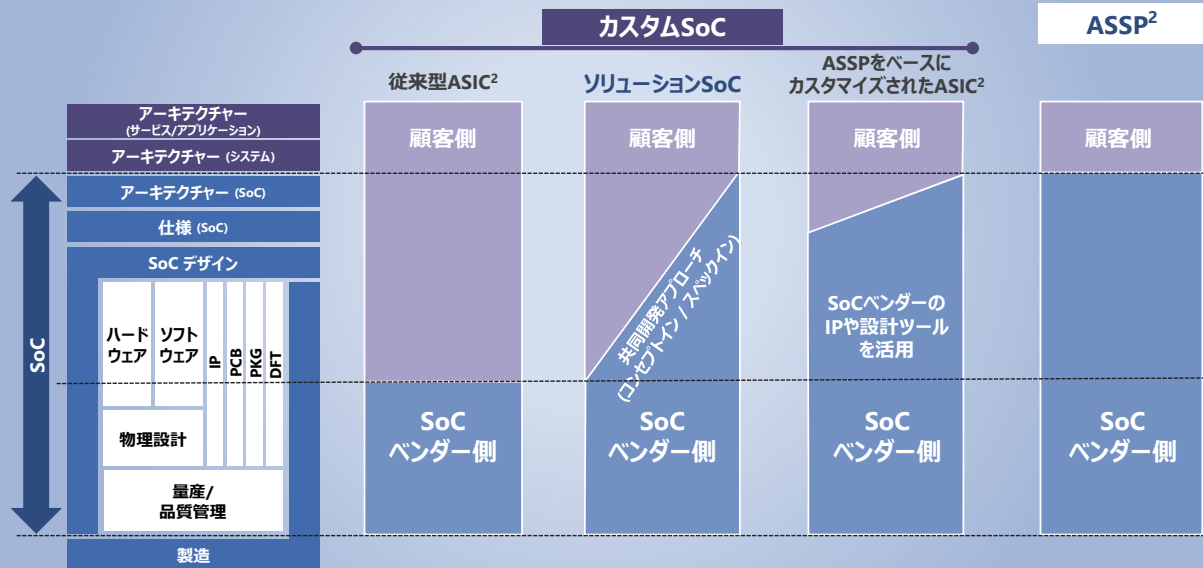 カスタムSoC
ASSP2
従来型ASIC2
ソリューションSoC
ASSPをベースに
カスタマイズされたASIC2
アーキテクチャー
(サービス/アプリケーション)
アーキテクチャー (システム)
アーキテクチャー (SoC)
仕様 (SoC)
SoC デザイン
ハード
ウェア
ソフト
ウェア
IP
PCB
PKG
DFT
物理設計
量産/
品質管理
製造
SoC
顧客側
SoC
ベンダー側
顧客側
共同開発アプローチ
(コンセプトイン / スペックイン)
SoC
ベンダー側
顧客側
SoCベンダーの
IPや設計ツール
を活用
SoC
ベンダー側
顧客側
SoC
ベンダー側